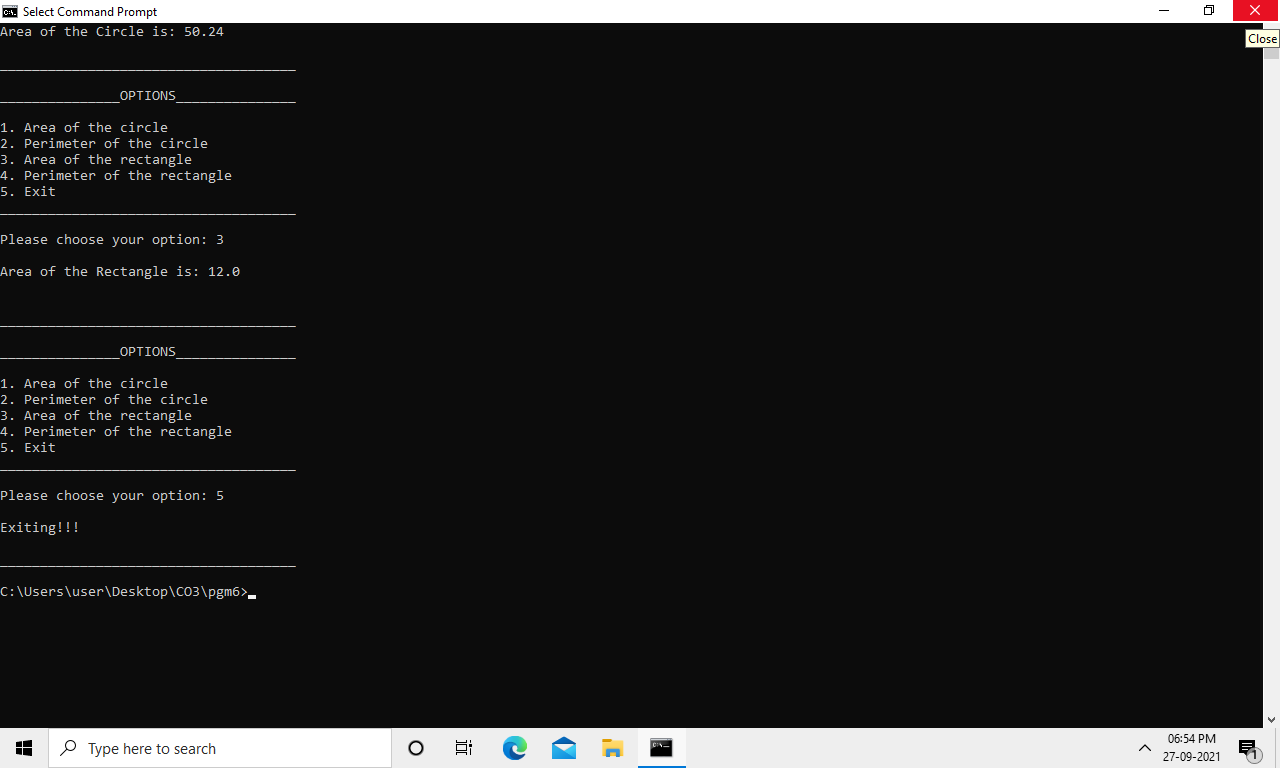 Select Command Prompt
Close
Area of the Circle is: 50.24
_____________________________________
_______________OPTIONS_______________
1. Area of the circle
2. Perimeter of the circle
3. Area of the rectangle
4. Perimeter of the rectangle
5. Exit
_____________________________________
Please choose your option: 3
Area of the Rectangle is: 12.0
_____________________________________
_______________OPTIONS_______________
1. Area of the circle
2. Perimeter of the circle
3. Area of the rectangle
4. Perimeter of the rectangle
5. Exit
_____________________________________
Please choose your option: 5
Exiting!!!
_____________________________________
C:\Users\user\Desktop\CO3\pgm6>
Type here to search
06:54 PM
27-09-2021
1